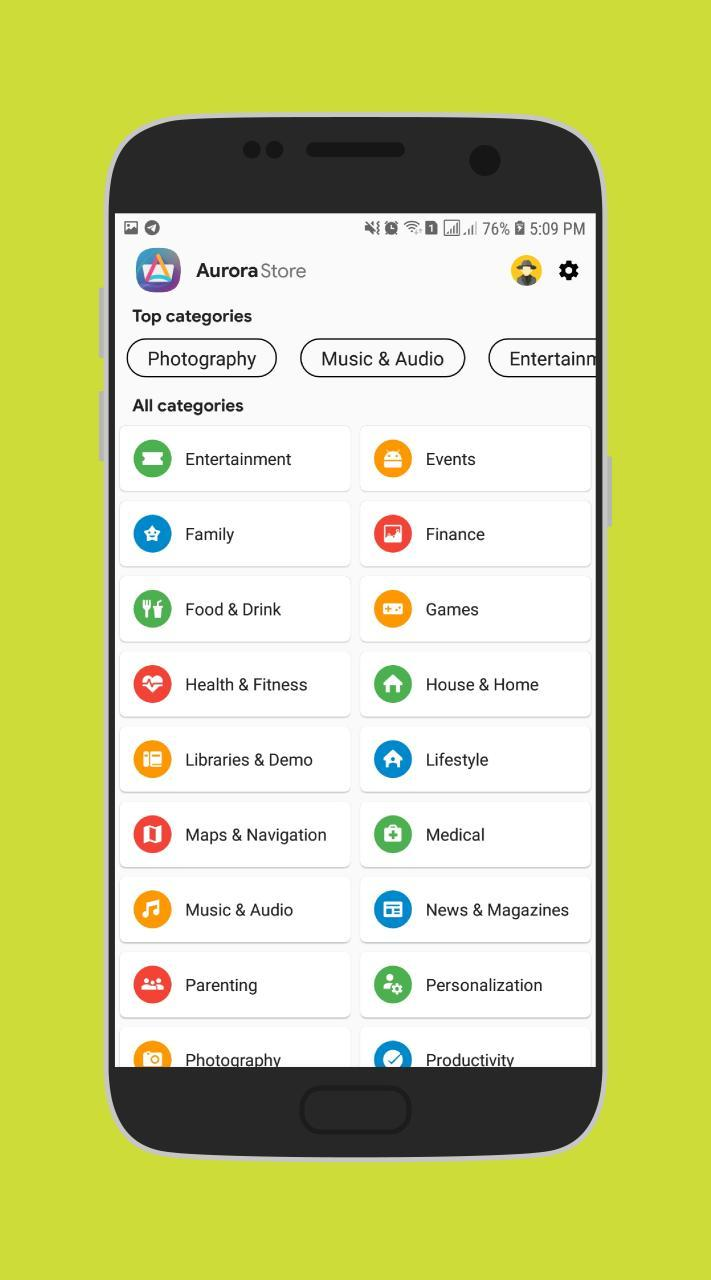 1 76% 5:09 PM
Aurora Store
Top categories
Photography Music & Audio Entertainm
All categories
Entertainment Events
Family Finance
Food & Drink Games
Health & Fitness House & Home
Libraries & Demo Lifestyle
Maps & Navigation Medical
Music & Audio News & Magazines
Parenting Personalization
Photography Productivity